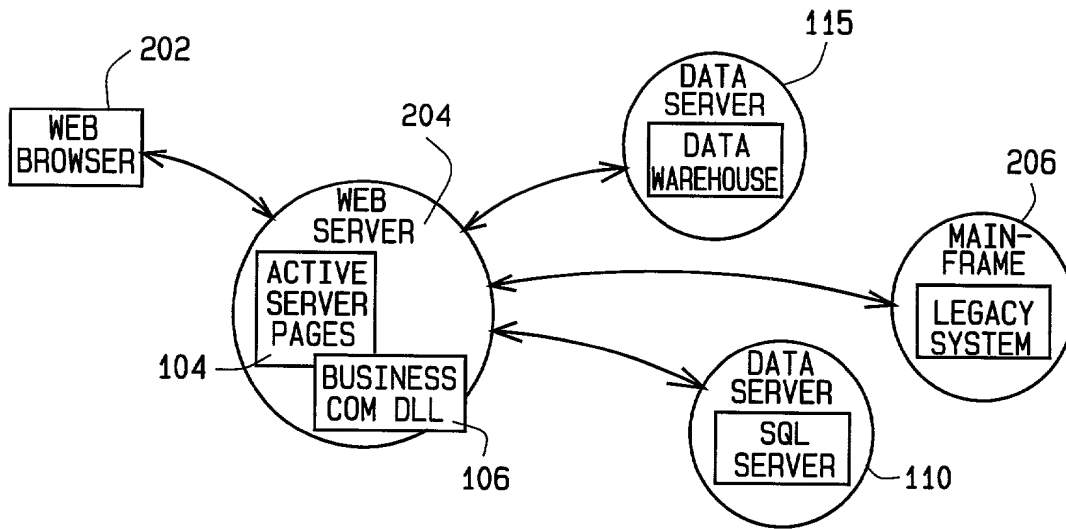 202
WEB
BROWSER
204
WEB
SERVER
ACTIVE
SERVER
PAGES
104
BUSINESS
COM DLL
106
115
DATA
SERVER
DATA
WAREHOUSE
206
MAIN-
FRAME
LEGACY
SYSTEM
DATA
SERVER
SQL
SERVER
110